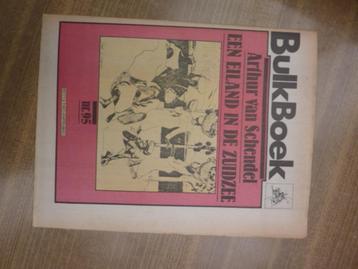 BulkBoek
Arthur van Schendel
EEN EILAND IN DE ZUIDZEE
nr.95